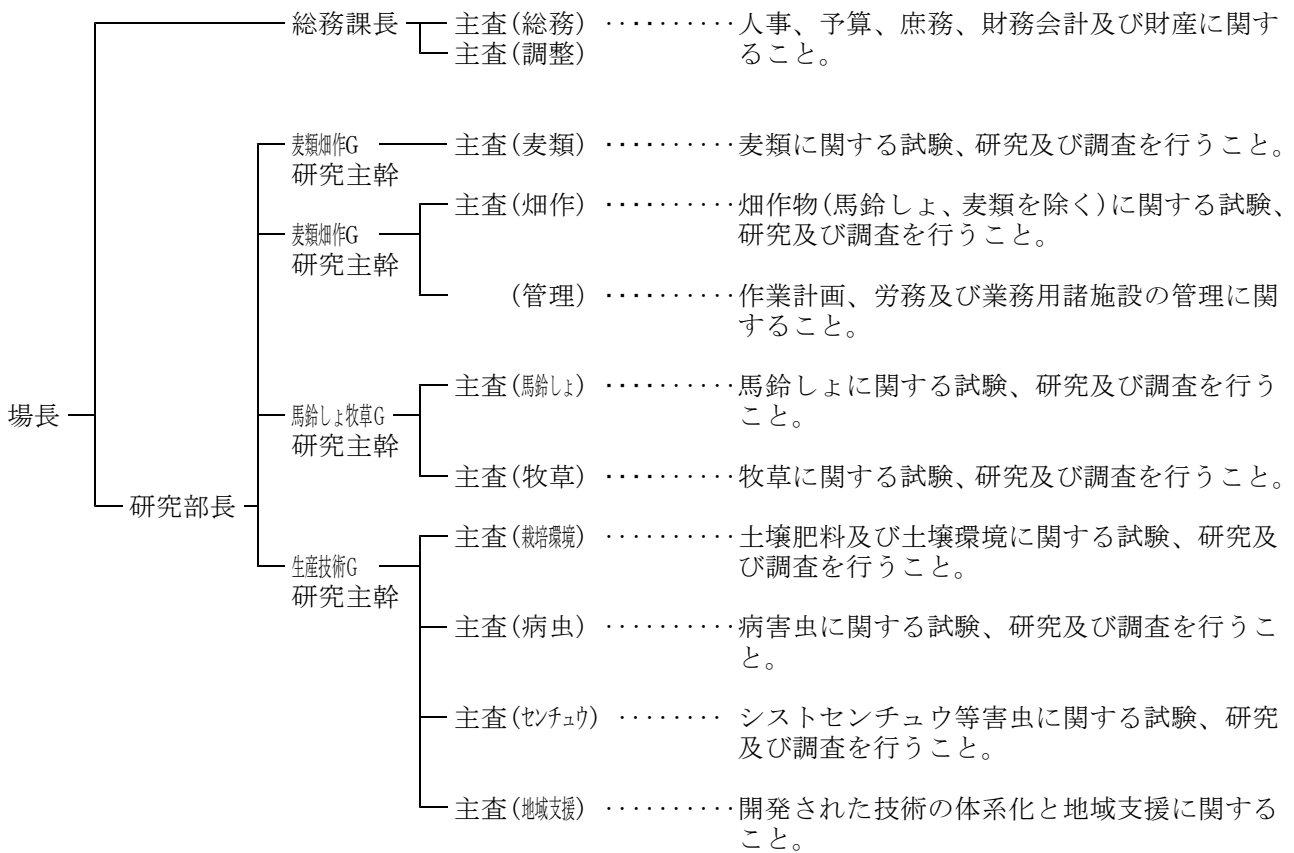 総務課長 主査(総務) ・・・・・・・・・・ 人事、予算、庶務、財務会計及び財産に関す
主査(調整) ること。
麦類畑作G 主査(麦類) ・・・・・・・・・・麦類に関する試験、研究及び調査を行うこと。
研究主幹
主査(畑作) ・・・・・・・・・・畑作物(馬鈴しょ、麦類を除く)に関する試験、
麦類畑作G 研究及び調査を行うこと。
研究主幹
(管理) ・・・・・・・・・・作業計画、労務及び業務用諸施設の管理に関
すること。
主査(馬鈴しょ) ・・・・・・・・・・馬鈴しょに関する試験、研究及び調査を行う
場長 馬鈴しょ牧草G こと。
研究主幹
主査(牧草) ・・・・・・・・・・牧草に関する試験、研究及び調査を行うこと。
研究部長
主査(栽培環境) ・・・・・・・・・・土壌肥料及び土壌環境に関する試験、研究及
生産技術G び調査を行うこと。
研究主幹
主査(病虫) ・・・・・・・・・・病害虫に関する試験、研究及び調査を行うこ
と。
主査(センチュウ) ・・・・・・・・ シストセンチュウ等害虫に関する試験、研究
及び調査を行うこと。
主査(地域支援) ・・・・・・・・・・開発された技術の体系化と地域支援に関する
こと。